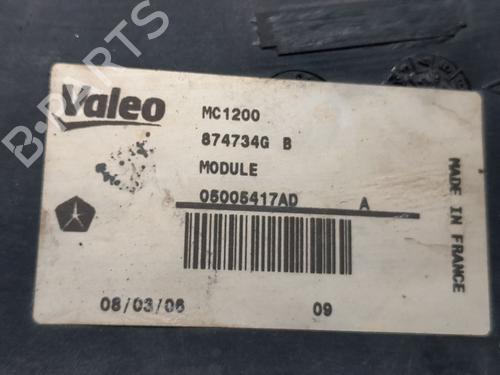 Valeo
MC1200
874734G B
MODULE
05005417AD A
08/03/06 09
MADE IN FRANCE
B-PARTS